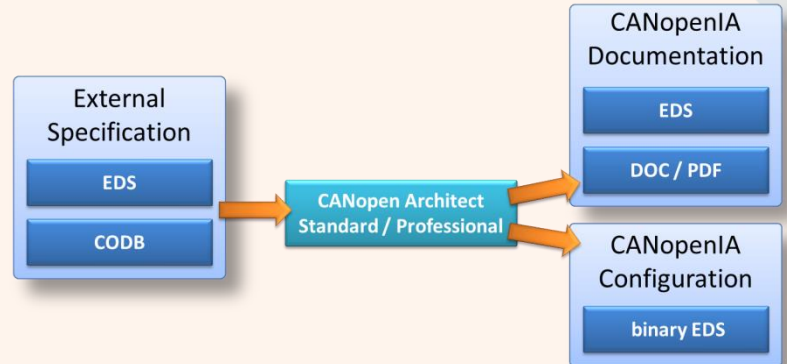 External
Specification
EDS
CODB
CANopen Architect
Standard / Professional
CANopenIA
Documentation
EDS
DOC / PDF
CANopenIA
Configuration
binary EDS